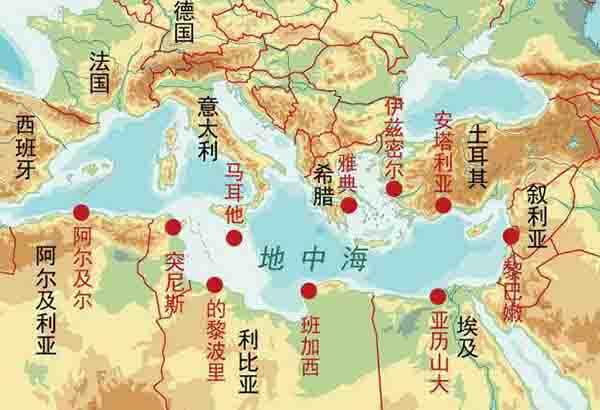 德国
法国
西班牙
意大利
马耳他
希腊
雅典
伊兹密尔
安塔利亚
土耳其
叙利亚
地中海
阿尔及利亚
阿尔及尔
突尼斯
的黎波里
利比亚
班加西
亚历山大
埃及
黎巴嫩